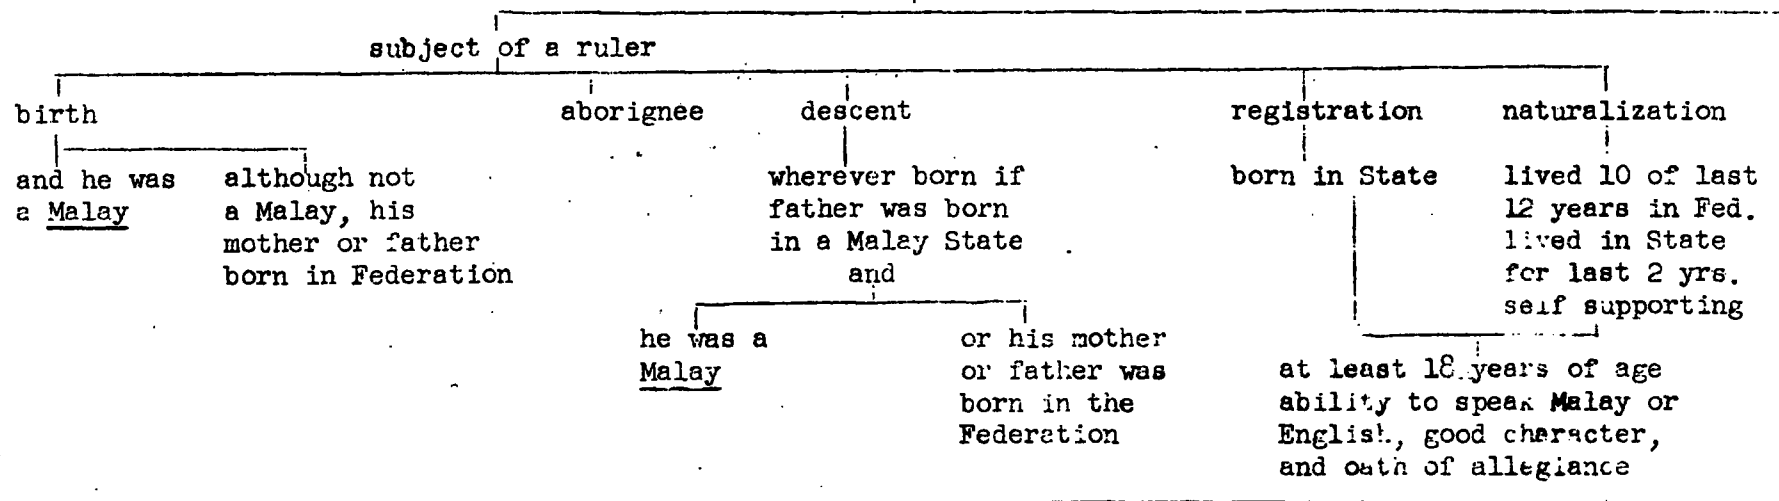 subject of a ruler
birth
aborignee
descent
registration
naturalization
and he was
a Malay
although not
a Malay, his
mother or father
born in Federation
wherever born if
father was born
in a Malay State
and
he was a
Malay
or his mother
or father was
born in the
Federation
born in State
lived 10 of last
12 years in Fed.
lived in State
for last 2 yrs.
self supporting
at least 18 years of age
ability to speak Malay or
English, good character,
and oath of allegiance